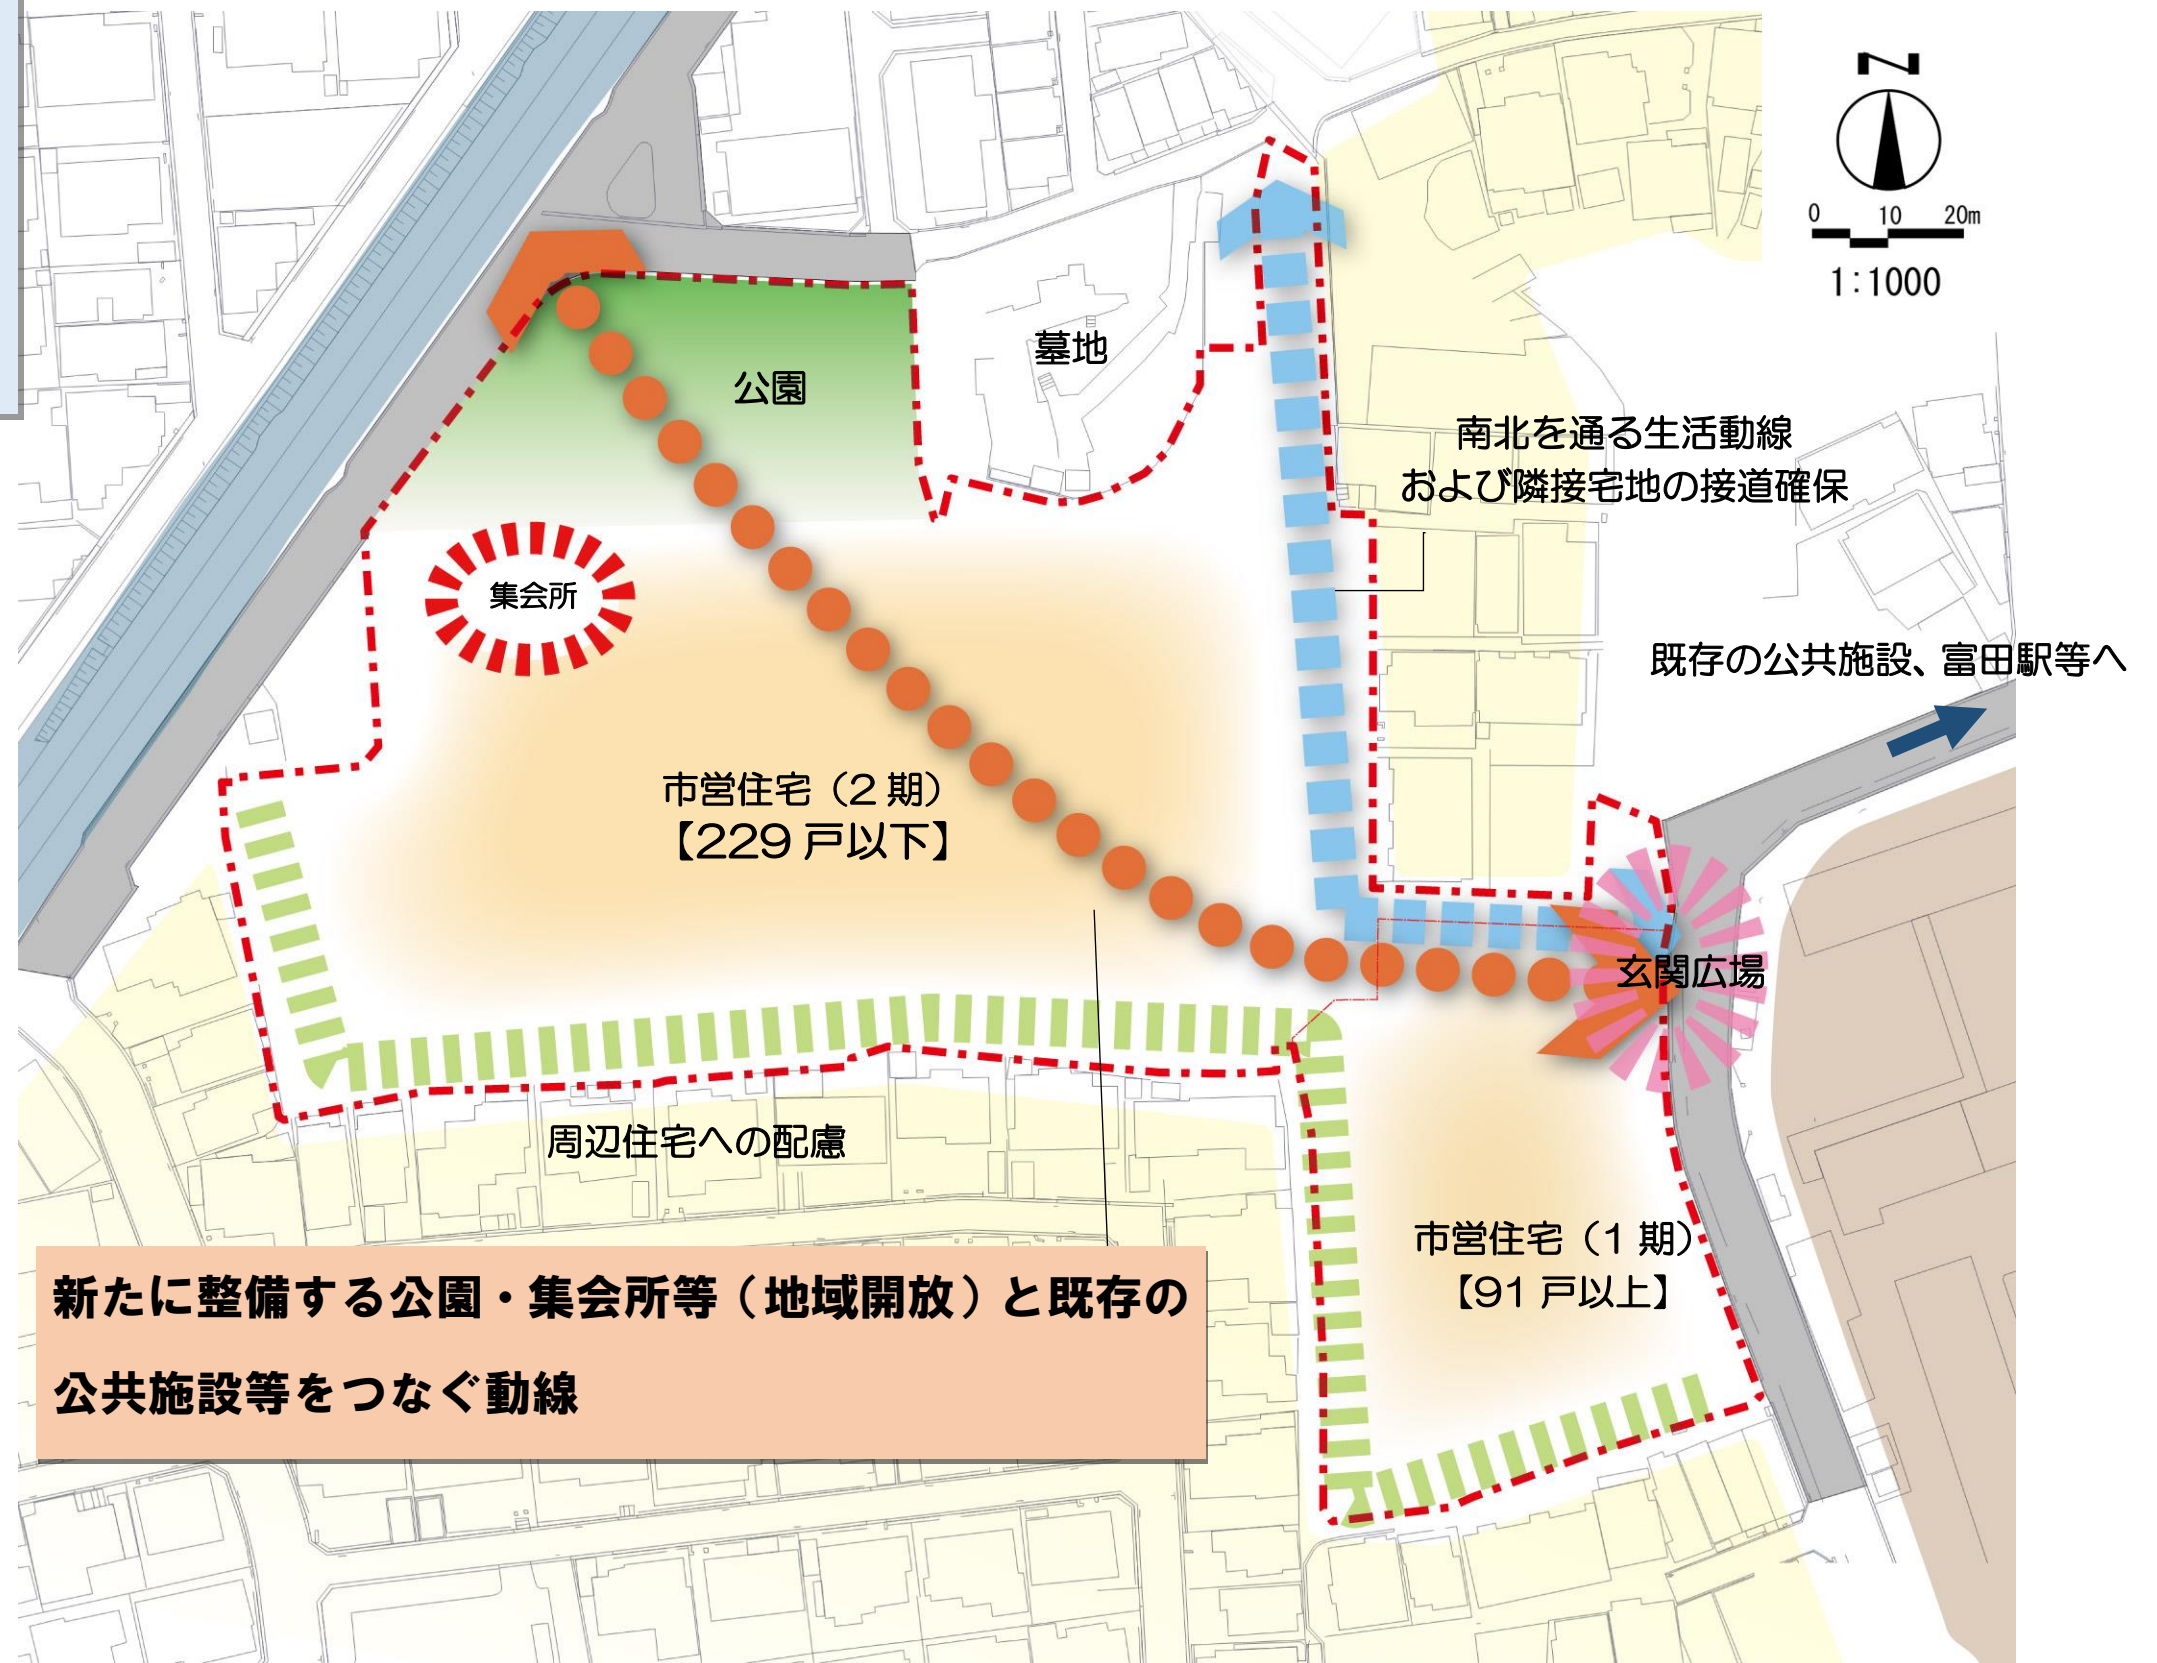 N
0 10 20m
1:1000
墓地
公園
南北を通る生活動線
および隣接宅地の接道確保
集会所
既存の公共施設、富田駅等へ
市営住宅（2 期）
【229 戸以下】
玄関広場
周辺住宅への配慮
市営住宅（1 期）
【91 戸以上】
新たに整備する公園・集会所等（地域開放）と既存の
公共施設等をつなぐ動線